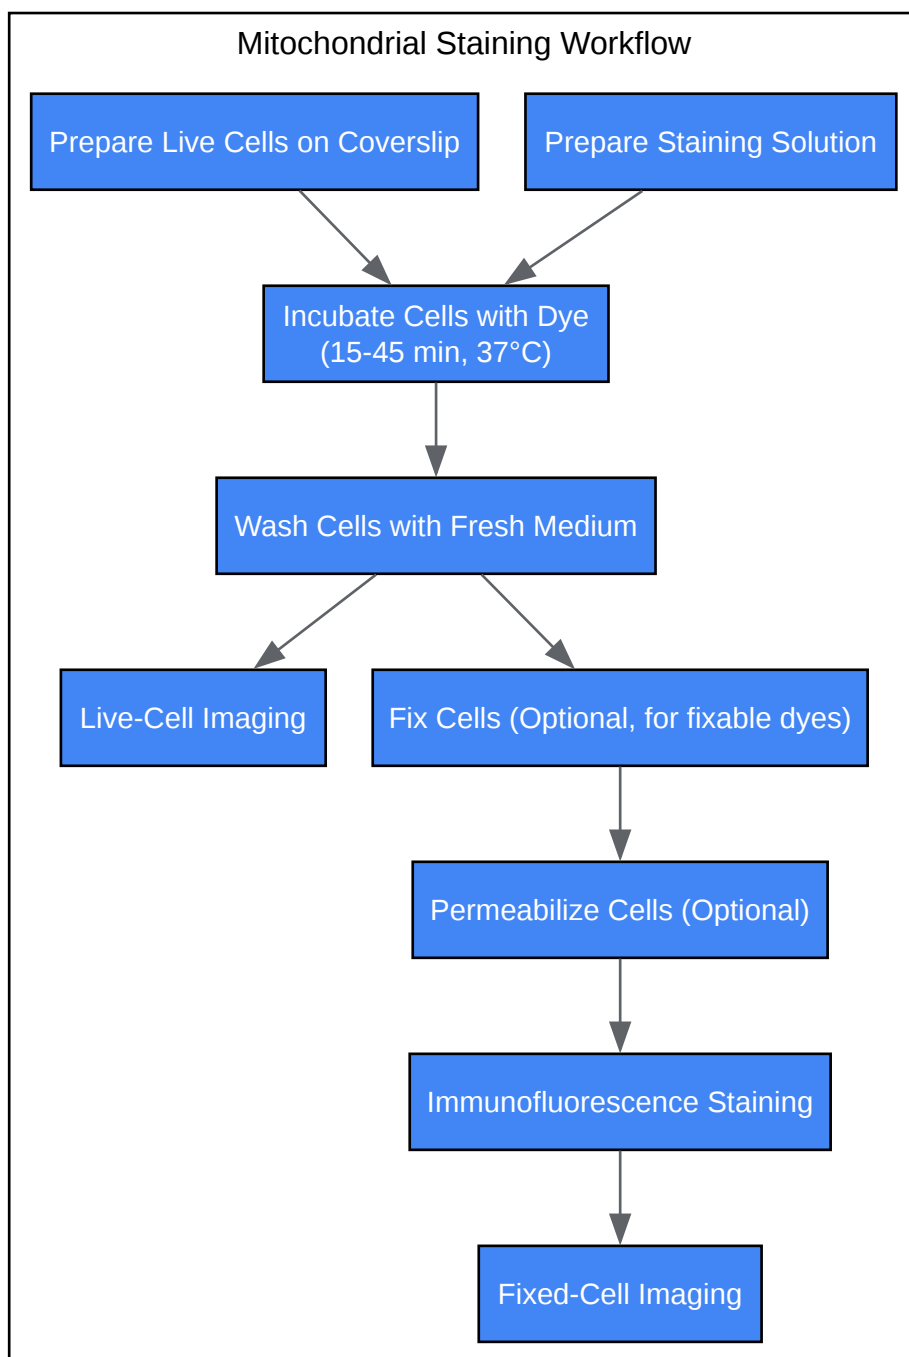 Mitochondrial Staining Workflow
Prepare Live Cells on Coverslip
Prepare Staining Solution
Incubate Cells with Dye
(15-45 min, 37°C)
Wash Cells with Fresh Medium
Live-Cell Imaging
Fix Cells (Optional, for fixable dyes)
Permeabilize Cells (Optional)
Immunofluorescence Staining
Fixed-Cell Imaging